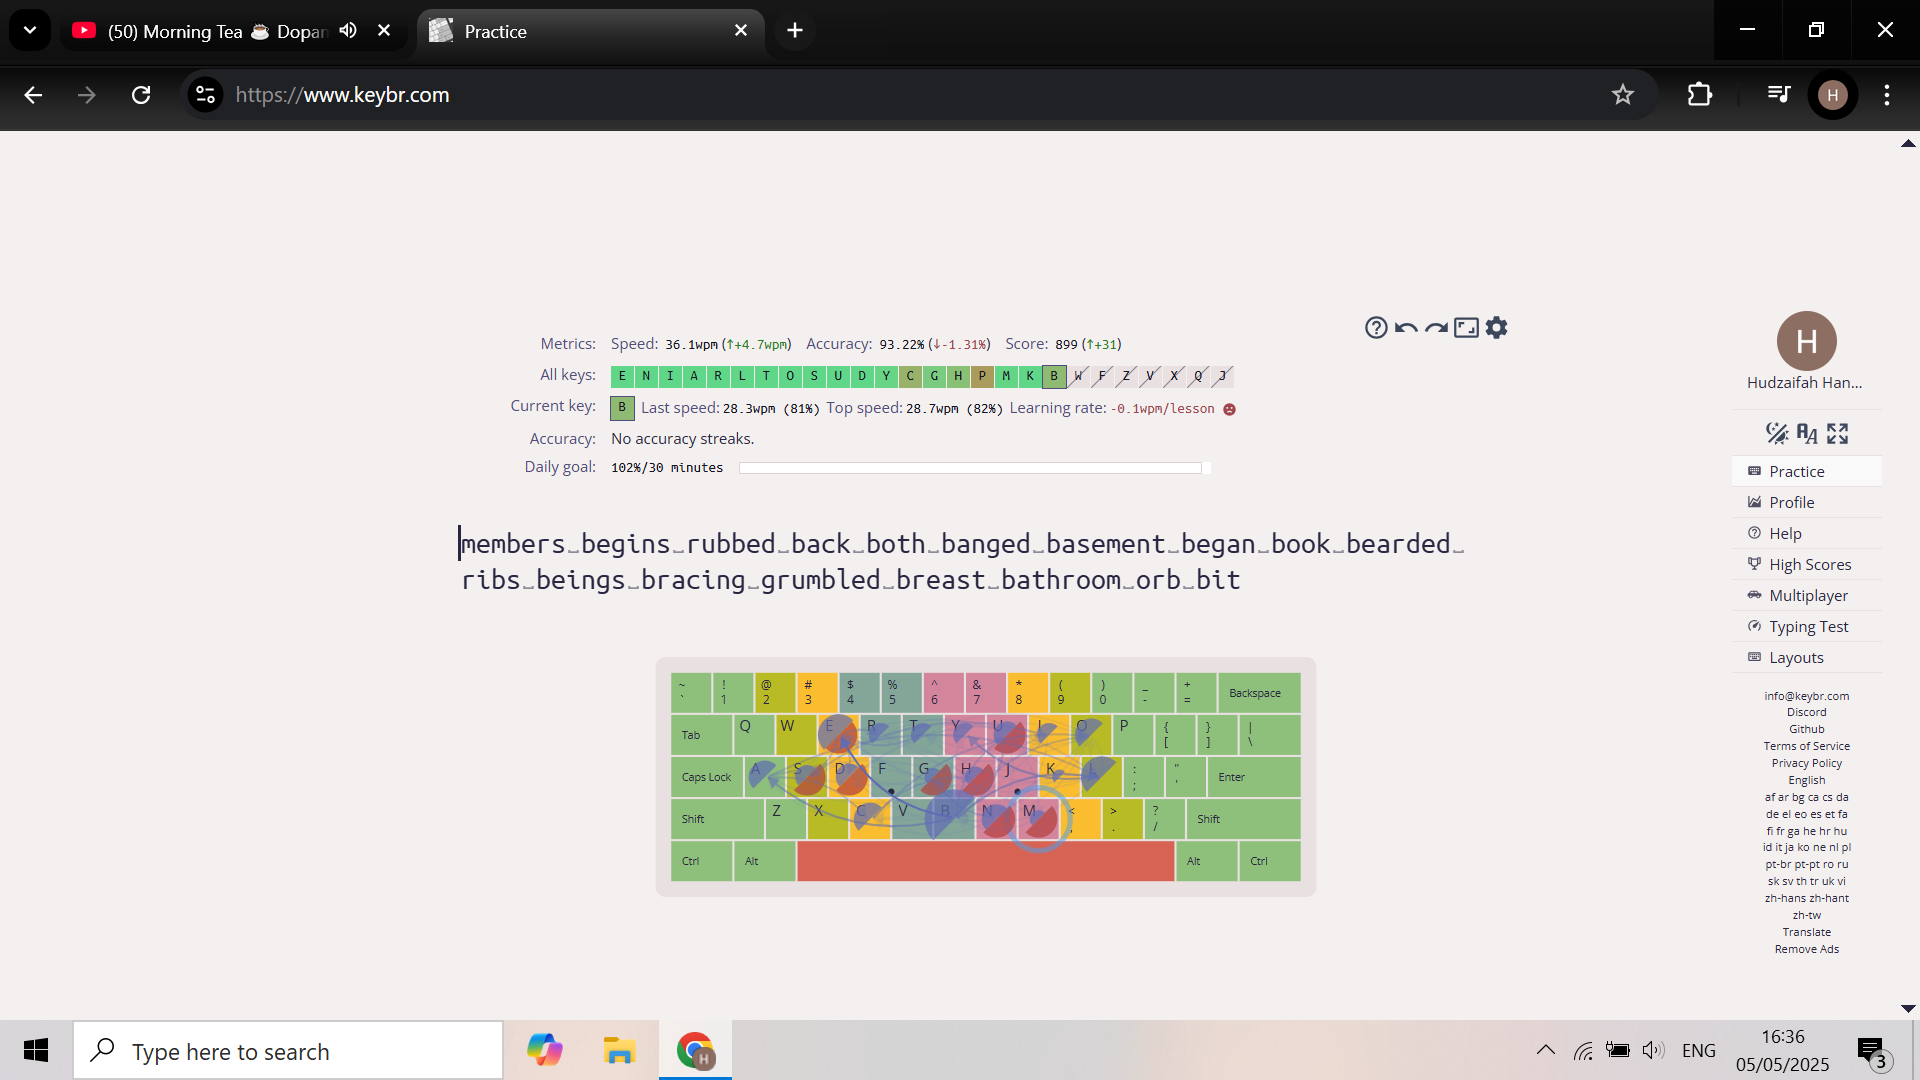 (50) Morning Tea ☕ Dopan
Practice
https://www.keybr.com
H
Metrics: Speed: 36.1wpm (↑+4.7wpm) Accuracy: 93.22% (↓-1.31%) Score: 899 (↑+31)
All keys: E N I A R L T O S U D Y C G H P M K B W F Z V X Q J
Current key: B Last speed: 28.3wpm (81%) Top speed: 28.7wpm (82%) Learning rate: -0.1wpm/lesson
Accuracy: No accuracy streaks.
Daily goal: 102%/30 minutes
members begins rubbed back both banged basement began book bearded
ribs beings bracing grumbled breast bathroom orb bit
~ ` ! 1 @ 2 # 3 $ 4 % 5 ^ 6 & 7 * 8 ( 9 ) 0 _ - + = Backspace
Tab Q W E R T Y U I O P { [ } ] | \
Caps Lock A S D F G H J K L : ; " ' Enter
Shift Z X C V B N M < , > . ? / Shift
Ctrl Alt Alt Ctrl
H
Hudzaifah Han...
Practice
Profile
Help
High Scores
Multiplayer
Typing Test
Layouts
info@keybr.com
Discord
Github
Terms of Service
Privacy Policy
English
af ar bg ca cs da
de el eo es et fa
fi fr ga he hr hu
id it ja ko ne nl pl
pt-br pt-pt ro ru
sk sv th tr uk vi
zh-hans zh-hant
zh-tw
Translate
Remove Ads
Type here to search
H
ENG
16:36
05/05/2025
3